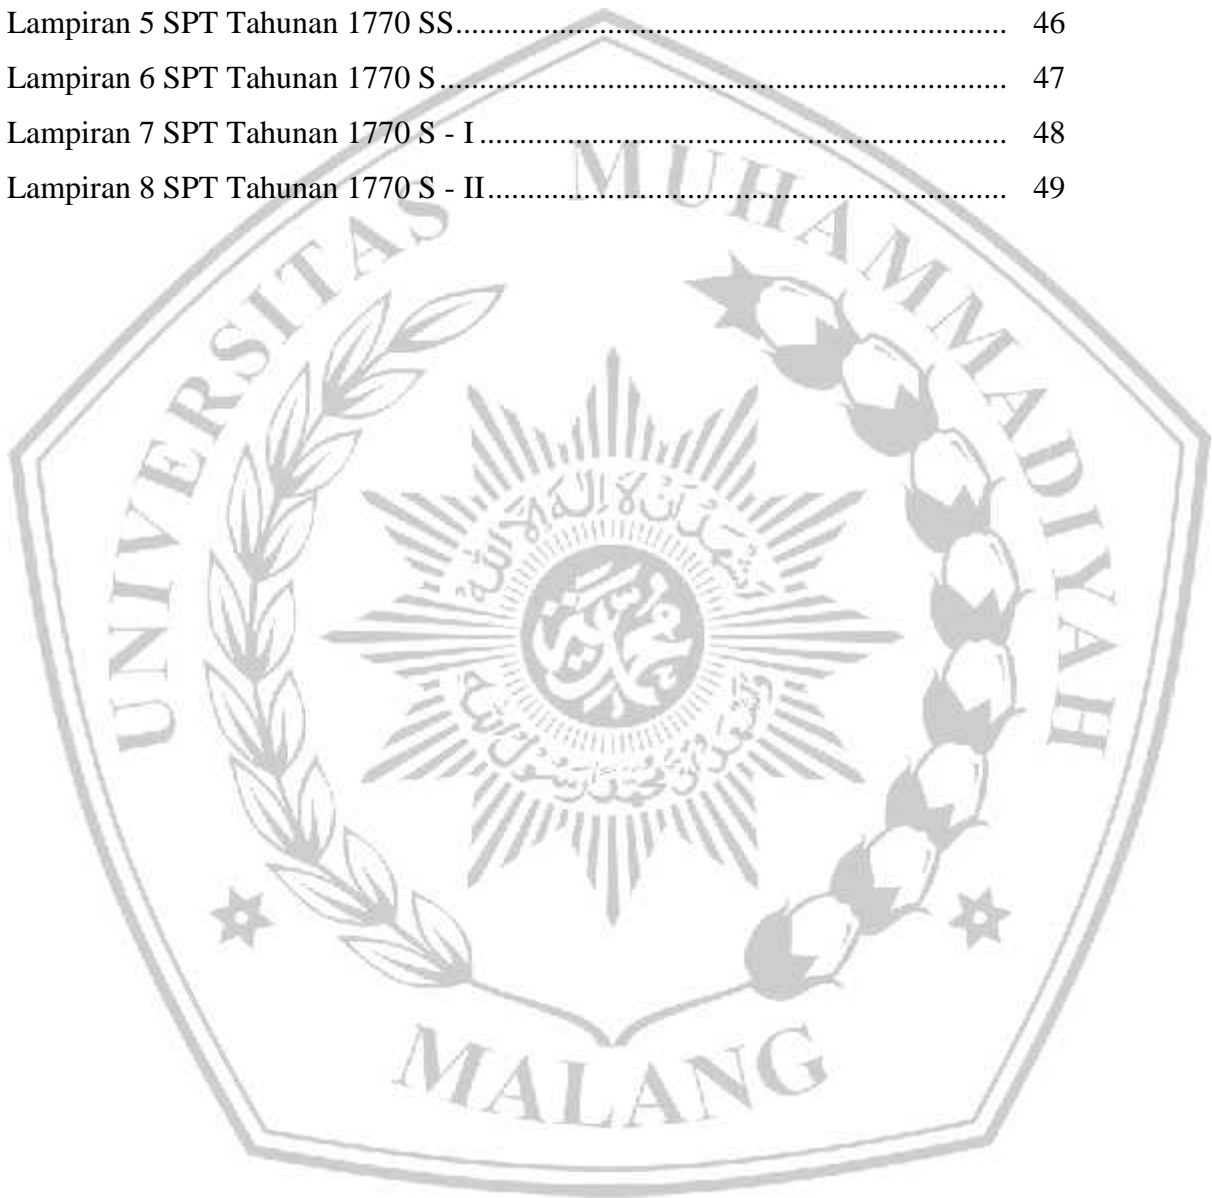 Lampiran 5 SPT Tahunan 1770 SS.................................................................... 46
Lampiran 6 SPT Tahunan 1770 S...................................................................... 47
Lampiran 7 SPT Tahunan 1770 S - I................................................................. 48
Lampiran 8 SPT Tahunan 1770 S - II................................................................ 49
UNIVERSITAS MUHAMMADIYAH
MALANG